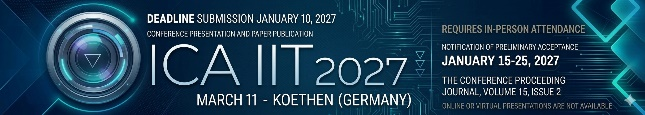 DEADLINE SUBMISSION JANUARY 10, 2027
CONFERENCE PRESENTATION AND PAPER PUBLICATION
ICA IIT 2027
MARCH 11 - KOETHEN (GERMANY)
REQUIRES IN-PERSON ATTENDANCE
NOTIFICATION OF PRELIMINARY ACCEPTANCE
JANUARY 15-25, 2027
THE CONFERENCE PROCEEDING
JOURNAL, VOLUME 15, ISSUE 2
ONLINE OR VIRTUAL PRESENTATIONS ARE NOT AVAILABLE